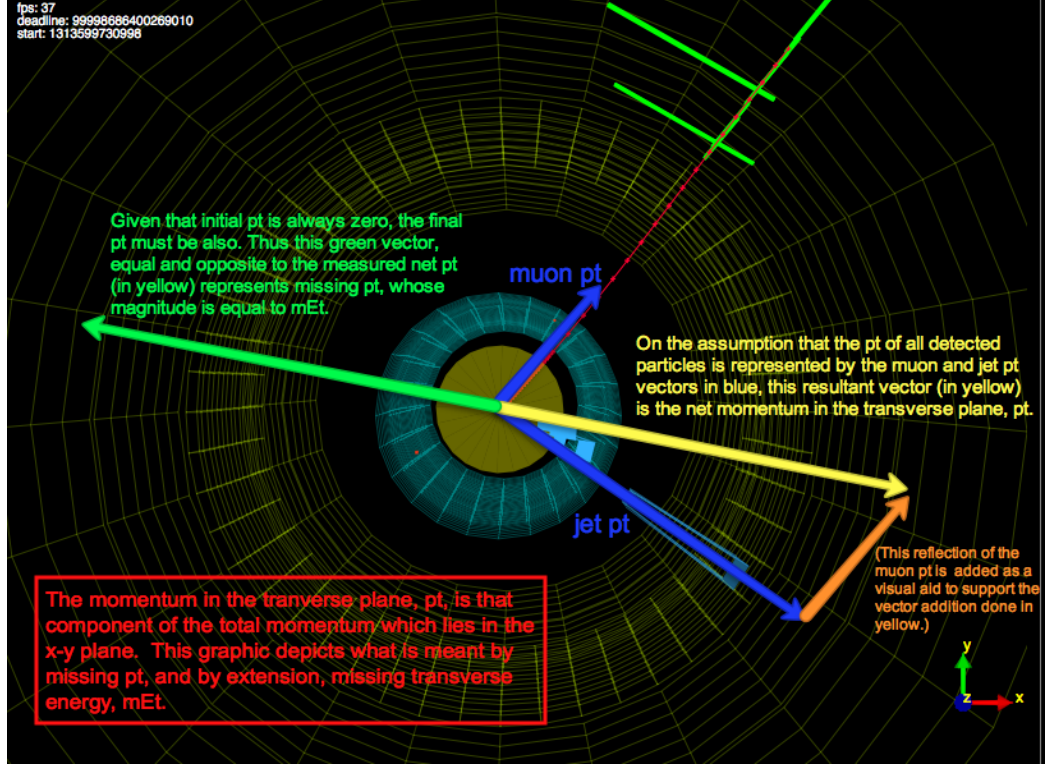 fps: 37
deadline: 99998686400269010
start: 1313599730998
Given that initial pt is always zero, the final
pt must be also. Thus this green vector,
equal and opposite to the measured net pt
(in yellow) represents missing pt, whose
magnitude is equal to mEt.
muon pt
On the assumption that the pt of all detected
particles is represented by the muon and jet pt
vectors in blue, this resultant vector (in yellow)
is the net momentum in the transverse plane, pt.
jet pt
(This reflection of the
muon pt is added as a
visual aid to support the
vector addition done in
yellow.)
The momentum in the tranverse plane, pt, is that
component of the total momentum which lies in the
x-y plane. This graphic depicts what is meant by
missing pt, and by extension, missing transverse
energy, mEt.
y
z
x